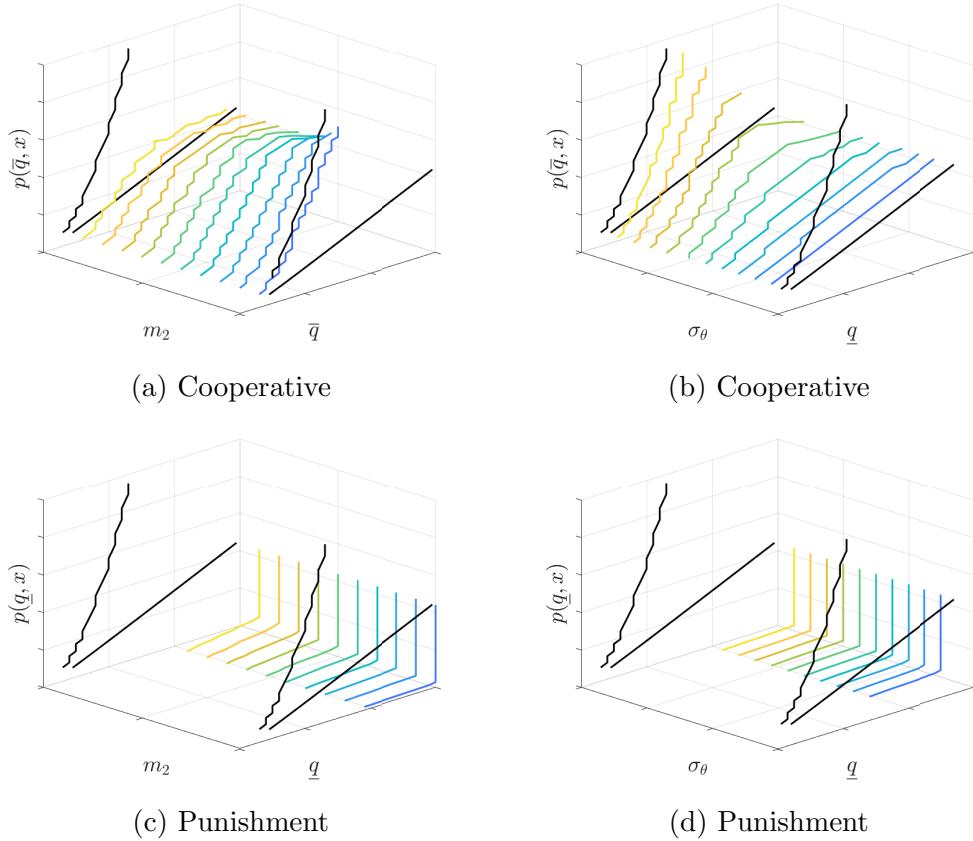 p(q̅, x)
m₂
q̅
(a) Cooperative
p(q̅, x)
σ_θ
q̲
(b) Cooperative
p(q̲, x)
m₂
q̲
(c) Punishment
p(q̲, x)
σ_θ
q̲
(d) Punishment